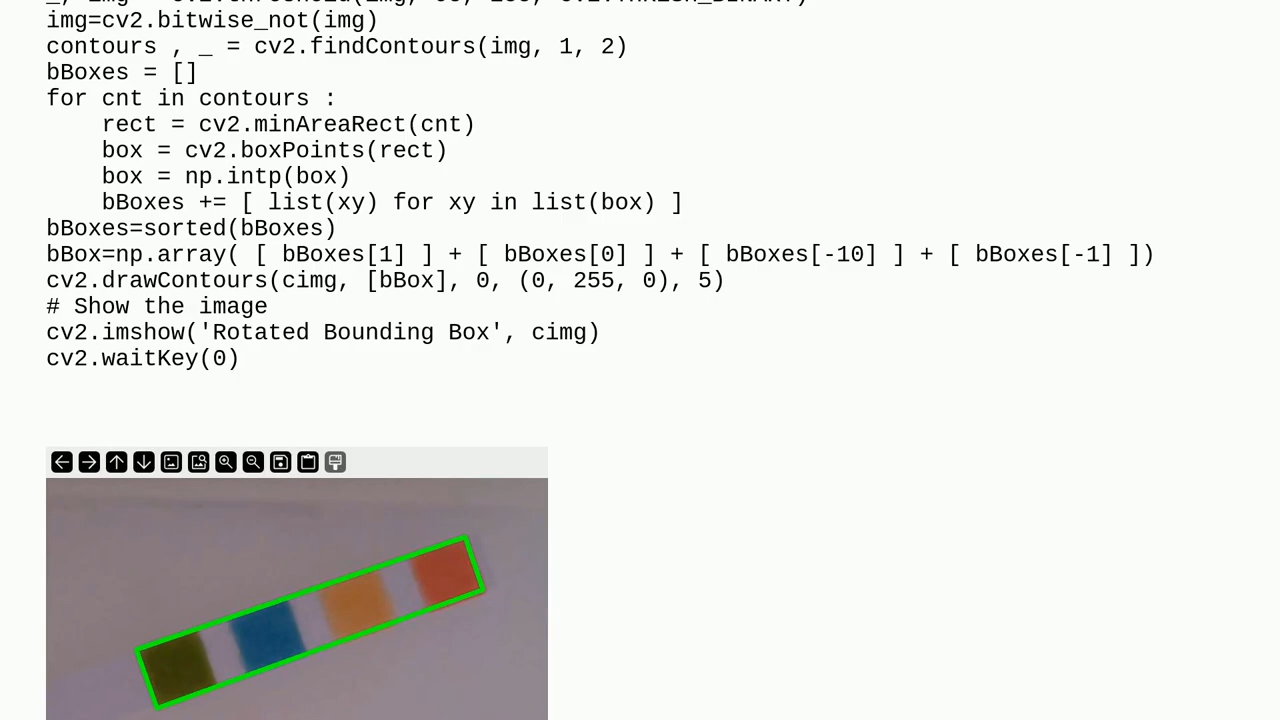 img=cv2.bitwise_not(img)
contours , _ = cv2.findContours(img, 1, 2)
bBoxes = []
for cnt in contours :
    rect = cv2.minAreaRect(cnt)
    box = cv2.boxPoints(rect)
    box = np.intp(box)
    bBoxes += [ list(xy) for xy in list(box) ]
bBoxes=sorted(bBoxes)
bBox=np.array( [ bBoxes[1] ] + [ bBoxes[0] ] + [ bBoxes[-10] ] + [ bBoxes[-1] ])
cv2.drawContours(cimg, [bBox], 0, (0, 255, 0), 5)
# Show the image
cv2.imshow('Rotated Bounding Box', cimg)
cv2.waitKey(0)